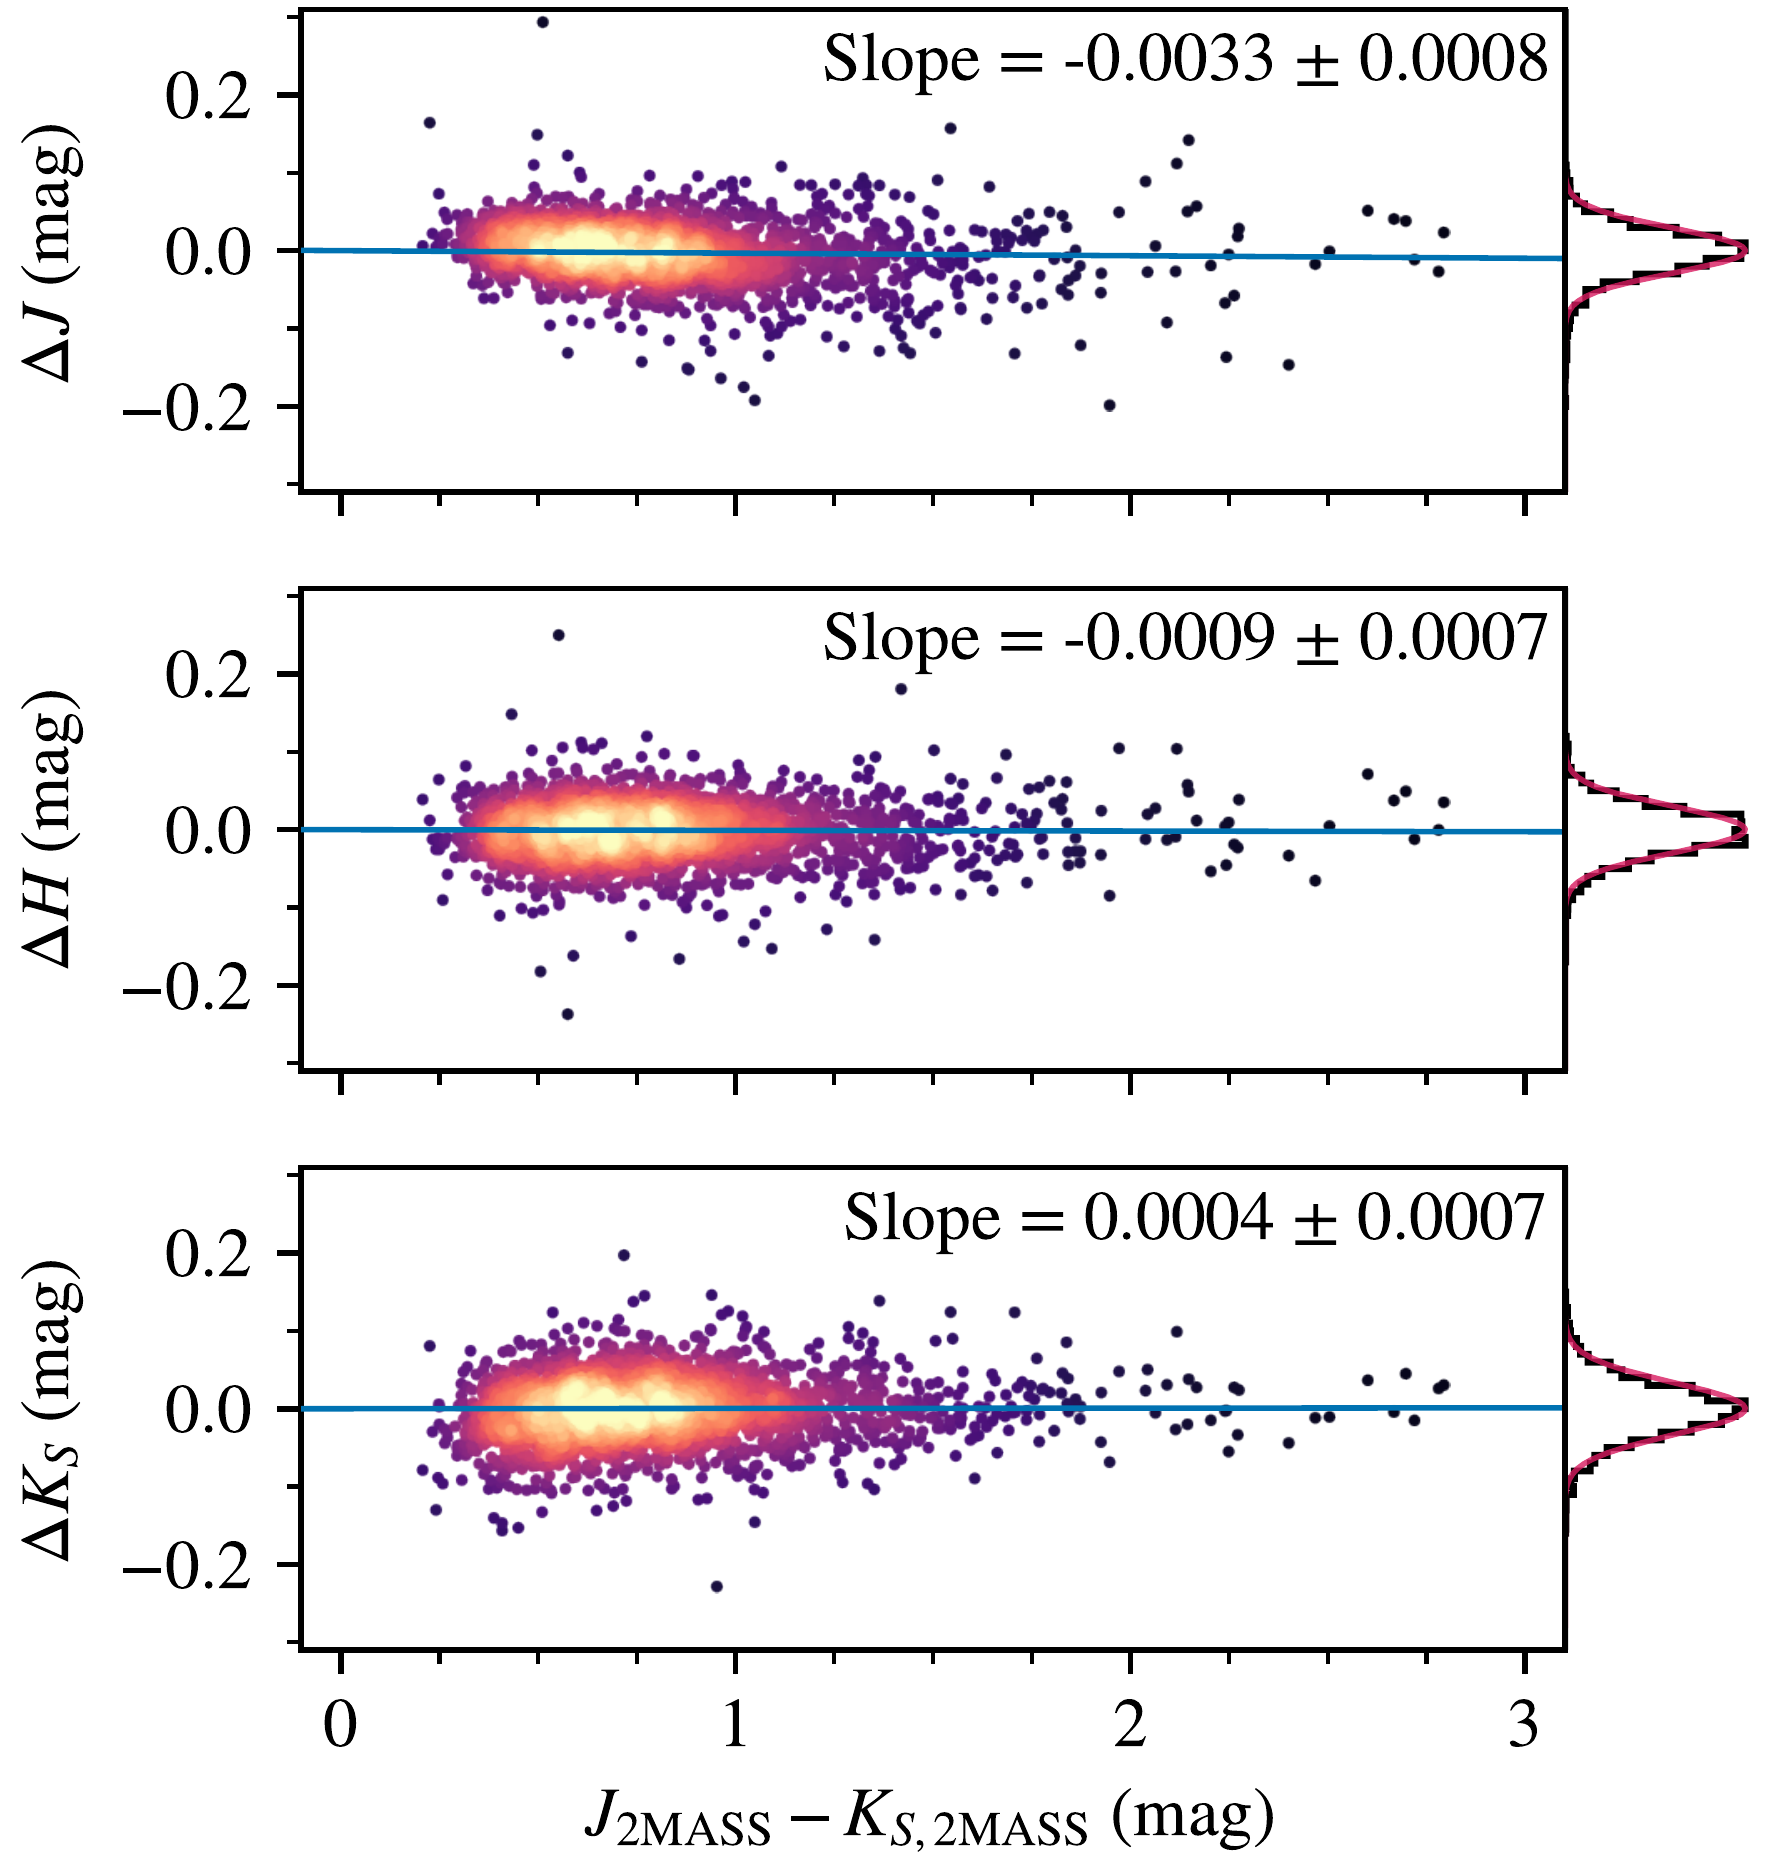 Slope = -0.0033 ± 0.0008
0.2
0.0
−0.2
ΔJ (mag)
Slope = -0.0009 ± 0.0007
0.2
0.0
−0.2
ΔH (mag)
Slope = 0.0004 ± 0.0007
0.2
0.0
−0.2
ΔK_S (mag)
0 1 2 3
J_2MASS − K_S,2MASS (mag)